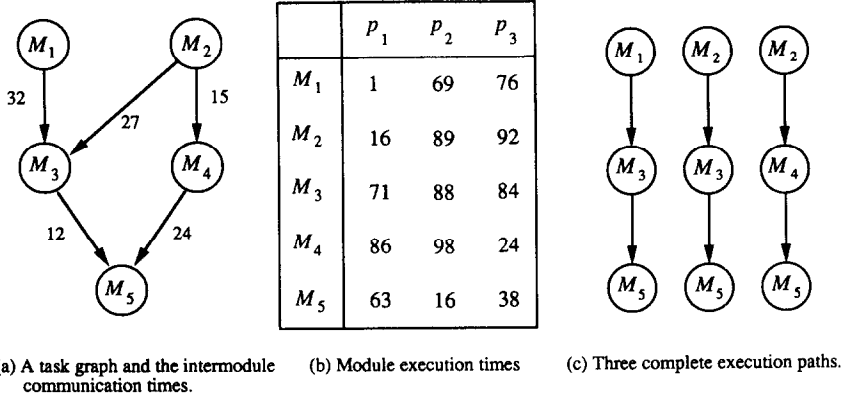 M1
M2
32
27
15
M3
M4
12
24
M5
p1 p2 p3
M1 1 69 76
M2 16 89 92
M3 71 88 84
M4 86 98 24
M5 63 16 38
M1 M2 M2
M3 M3 M4
M5 M5 M5
a) A task graph and the intermodule
communication times.
(b) Module execution times
(c) Three complete execution paths.